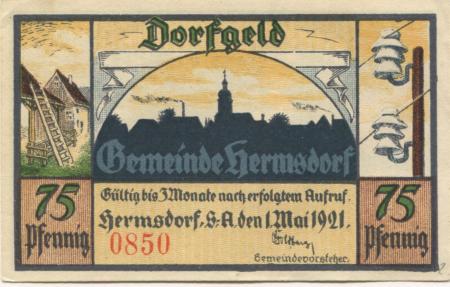 Dorfgeld
Gemeinde Hermsdorf
75
Pfennig
Gültig bis 3 Monate nach erfolgtem Aufruf.
Hermsdorf, S.-A. den 1. Mai 1921.
0850
Gemeindevorsteher.
75
Pfennig